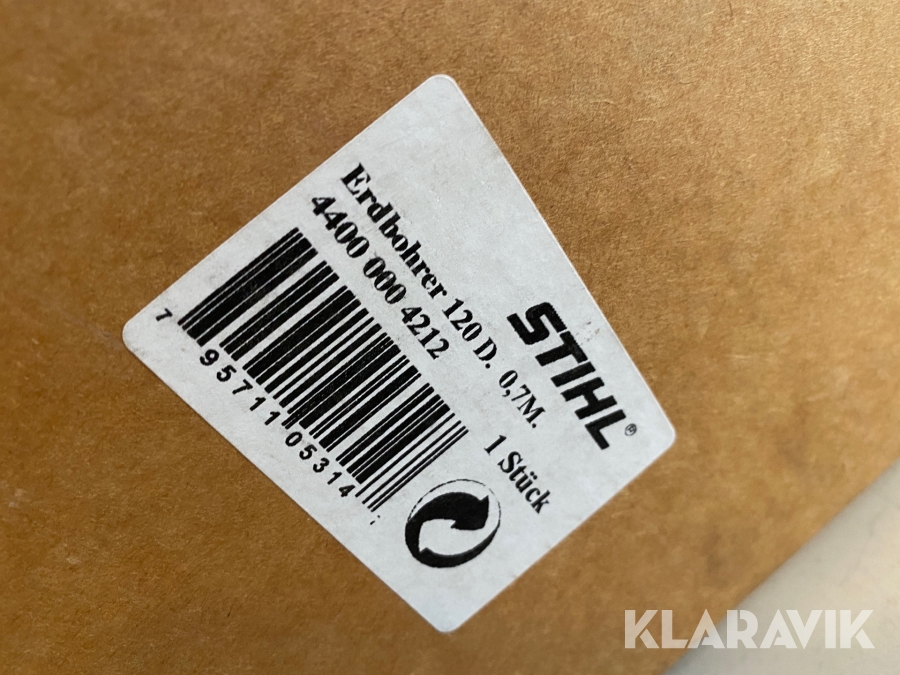 STIHL®
Erdbohrer 120 D. 0,7M.
4400 000 4212
1 Stück
7 95711 05314
KLARAVIK